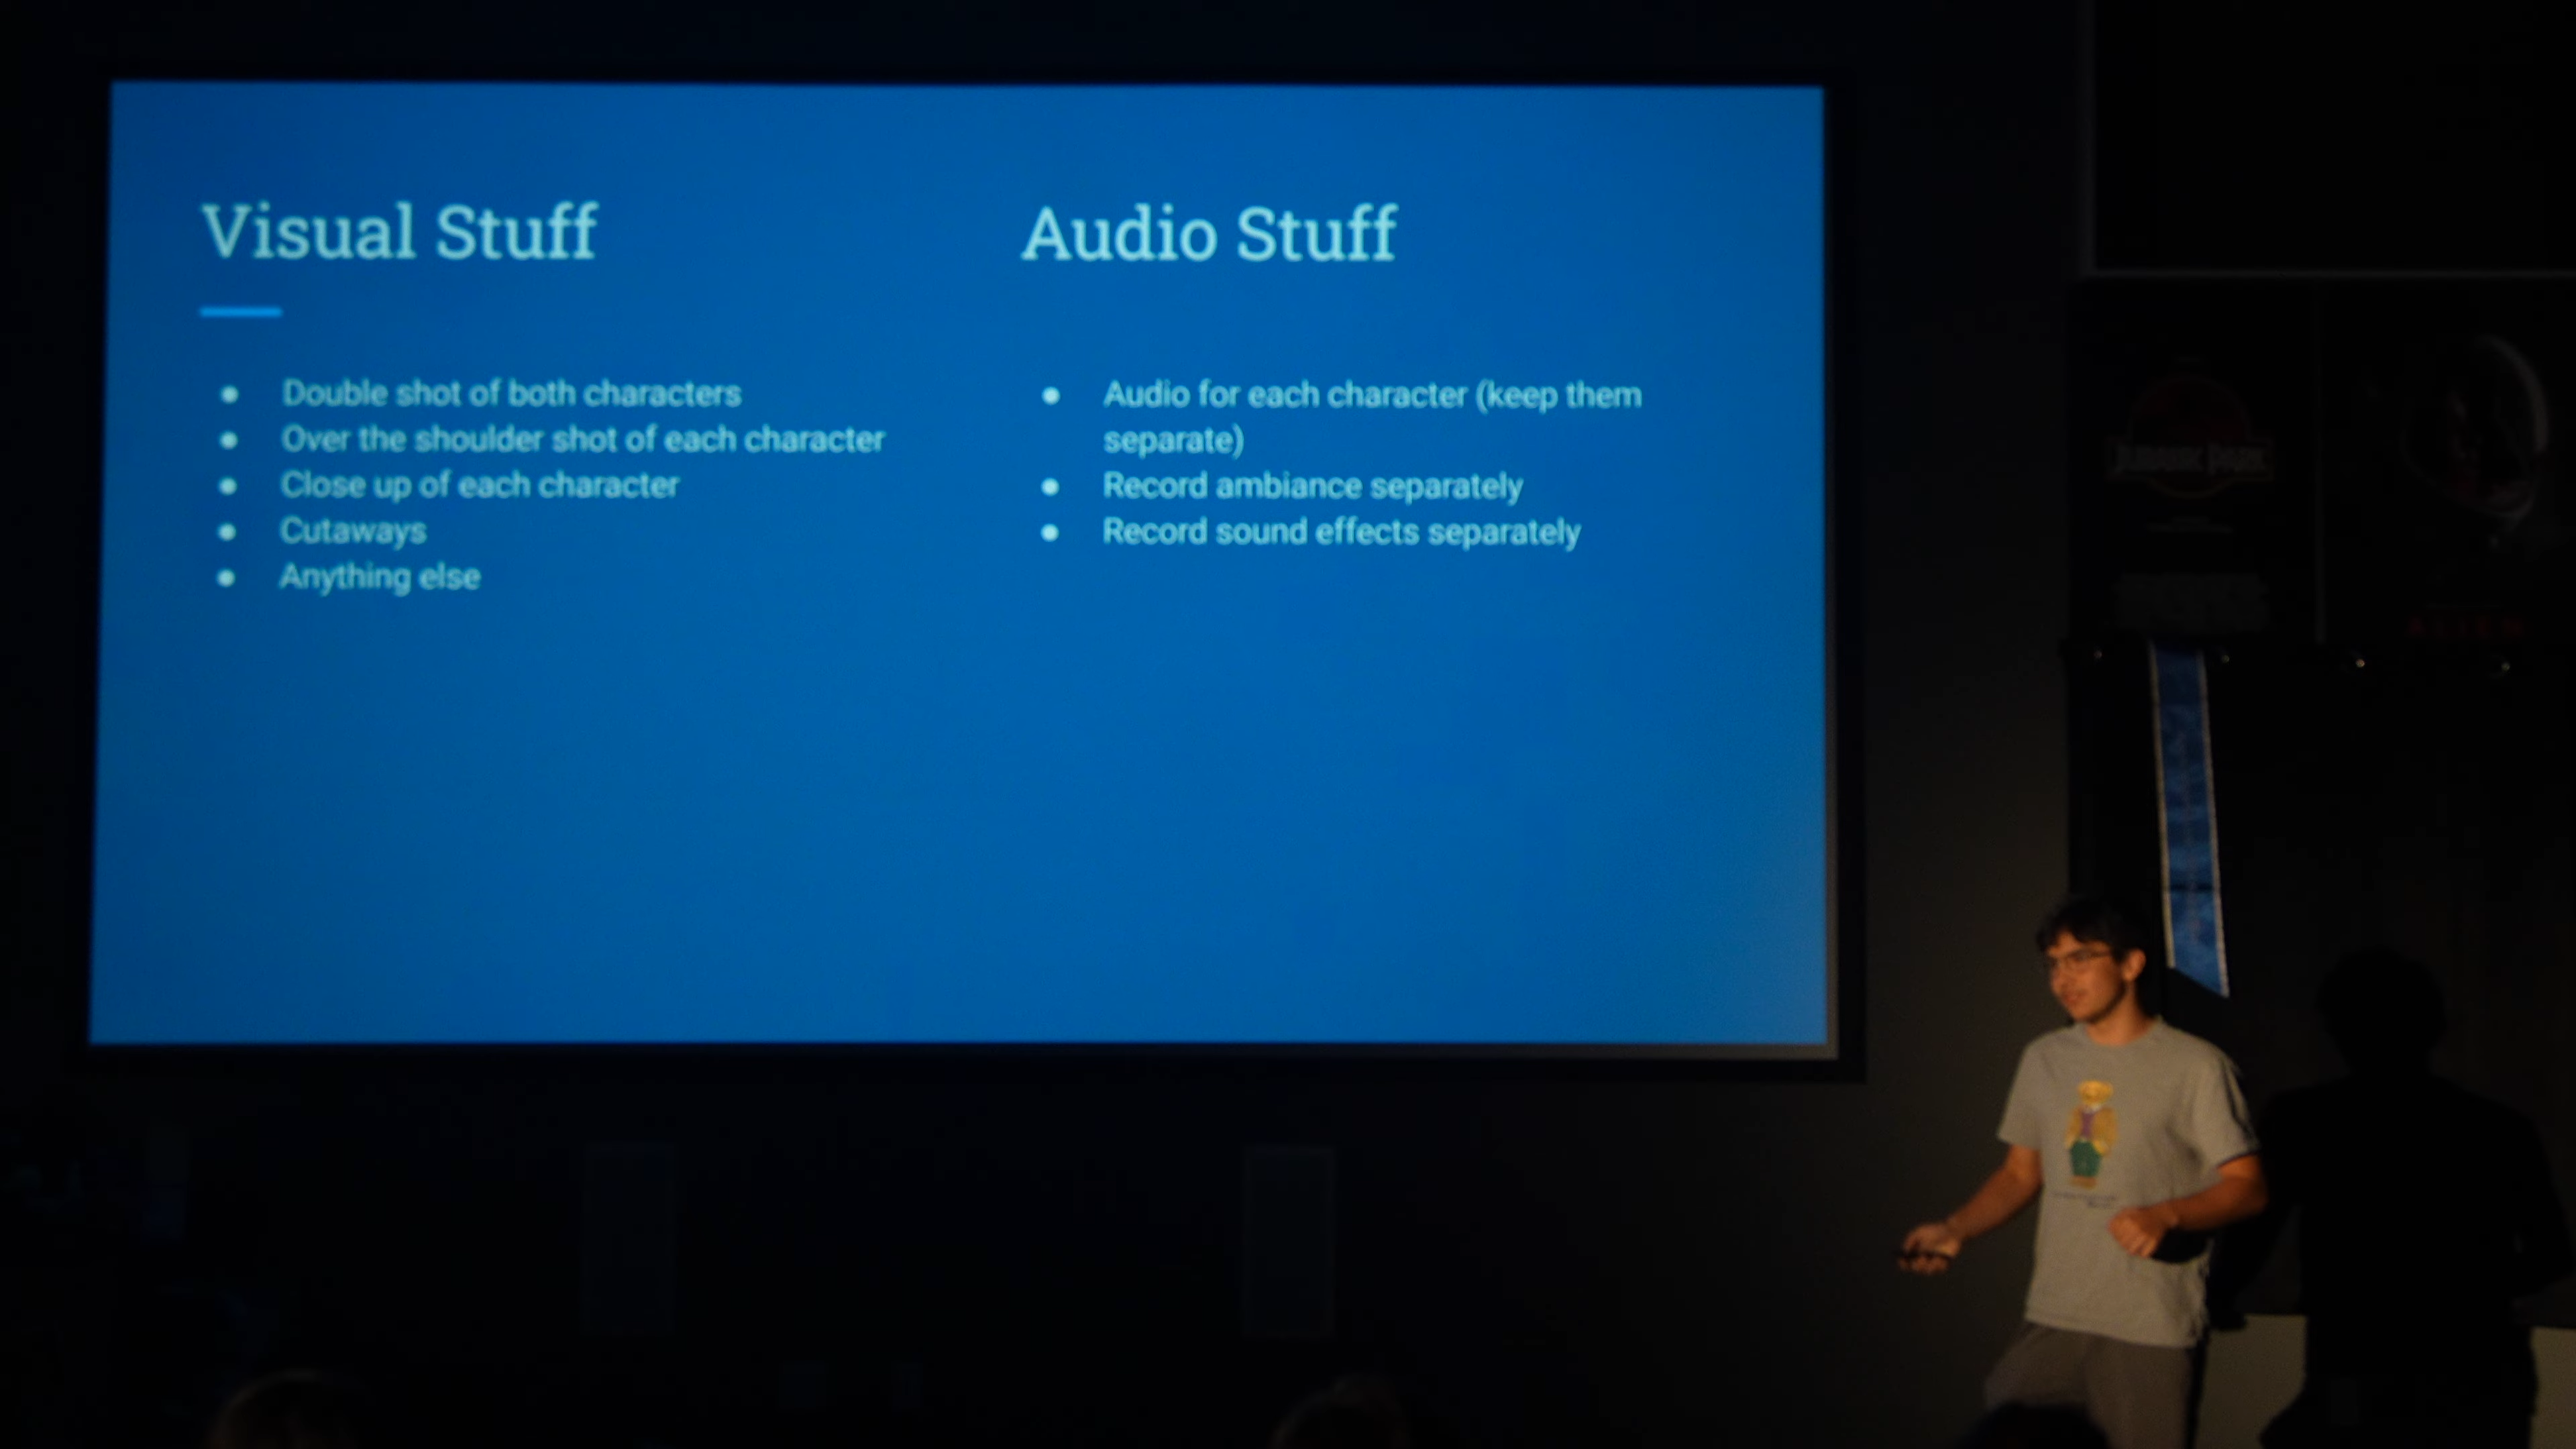 Visual Stuff
Double shot of both characters
Over the shoulder shot of each character
Close up of each character
Cutaways
Anything else
Audio Stuff
Audio for each character (keep them
separate)
Record ambiance separately
Record sound effects separately
JURASSIC PARK